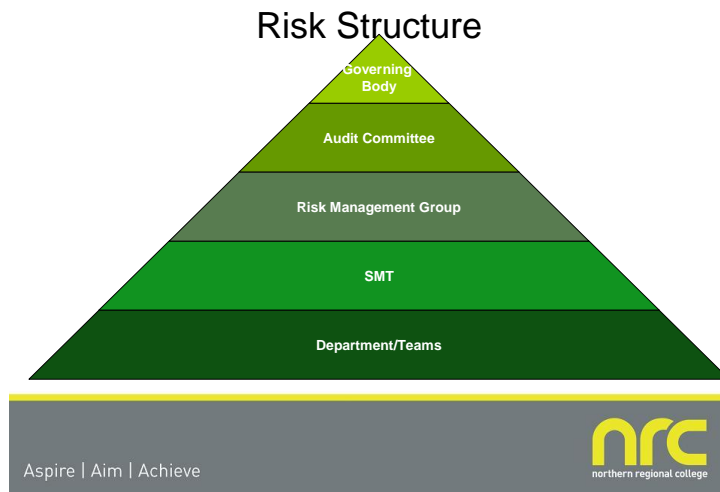 Risk Structure
Governing
Body
Audit Committee
Risk Management Group
SMT
Department/Teams
Aspire | Aim | Achieve
nrc
northern regional college